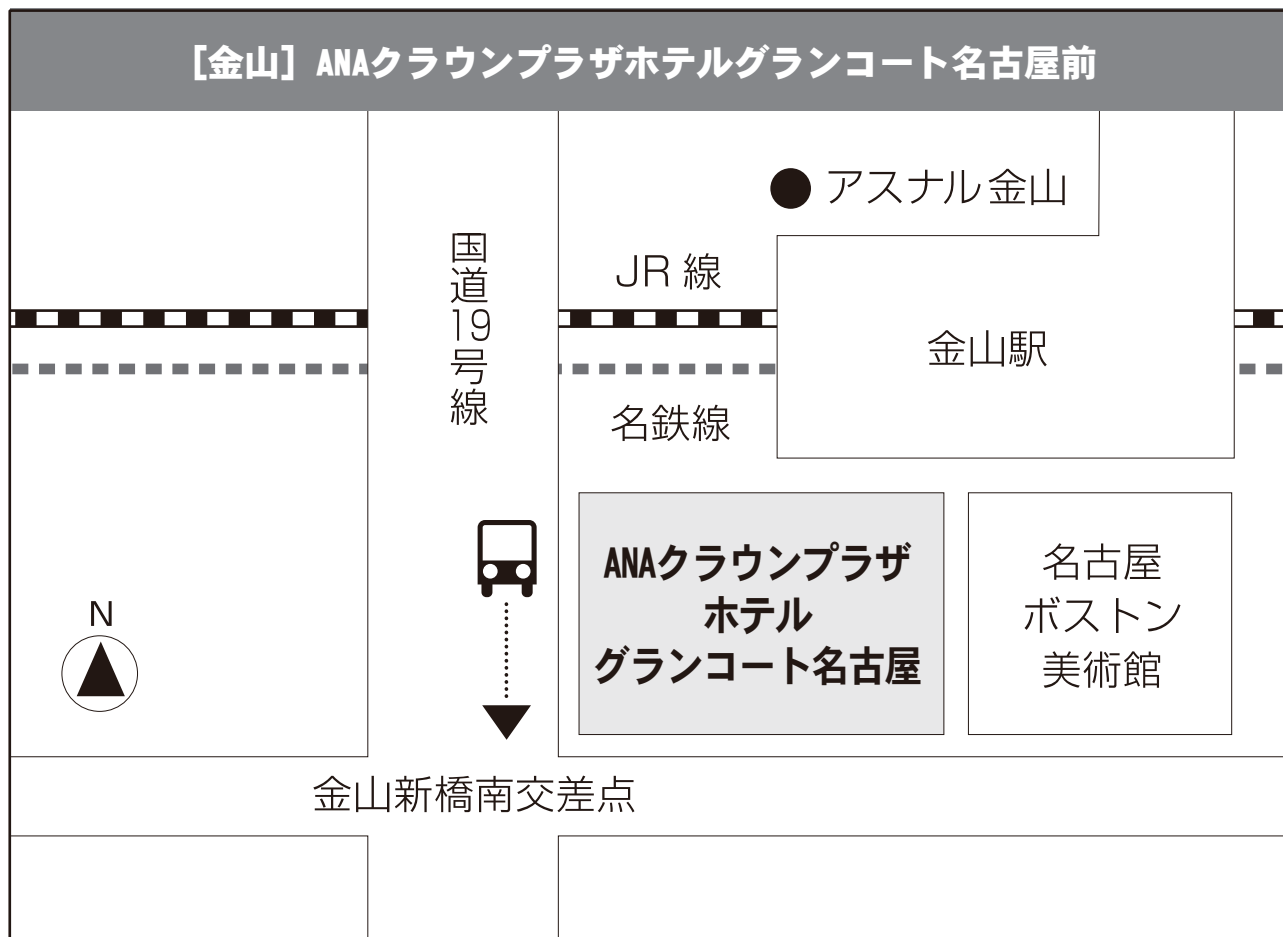 [金山] ANAクラウンプラザホテルグランコート名古屋前
アスナル金山
国道19号線
JR線
金山駅
名鉄線
ANAクラウンプラザ
ホテル
グランコート名古屋
名古屋
ボストン
美術館
N
金山新橋南交差点